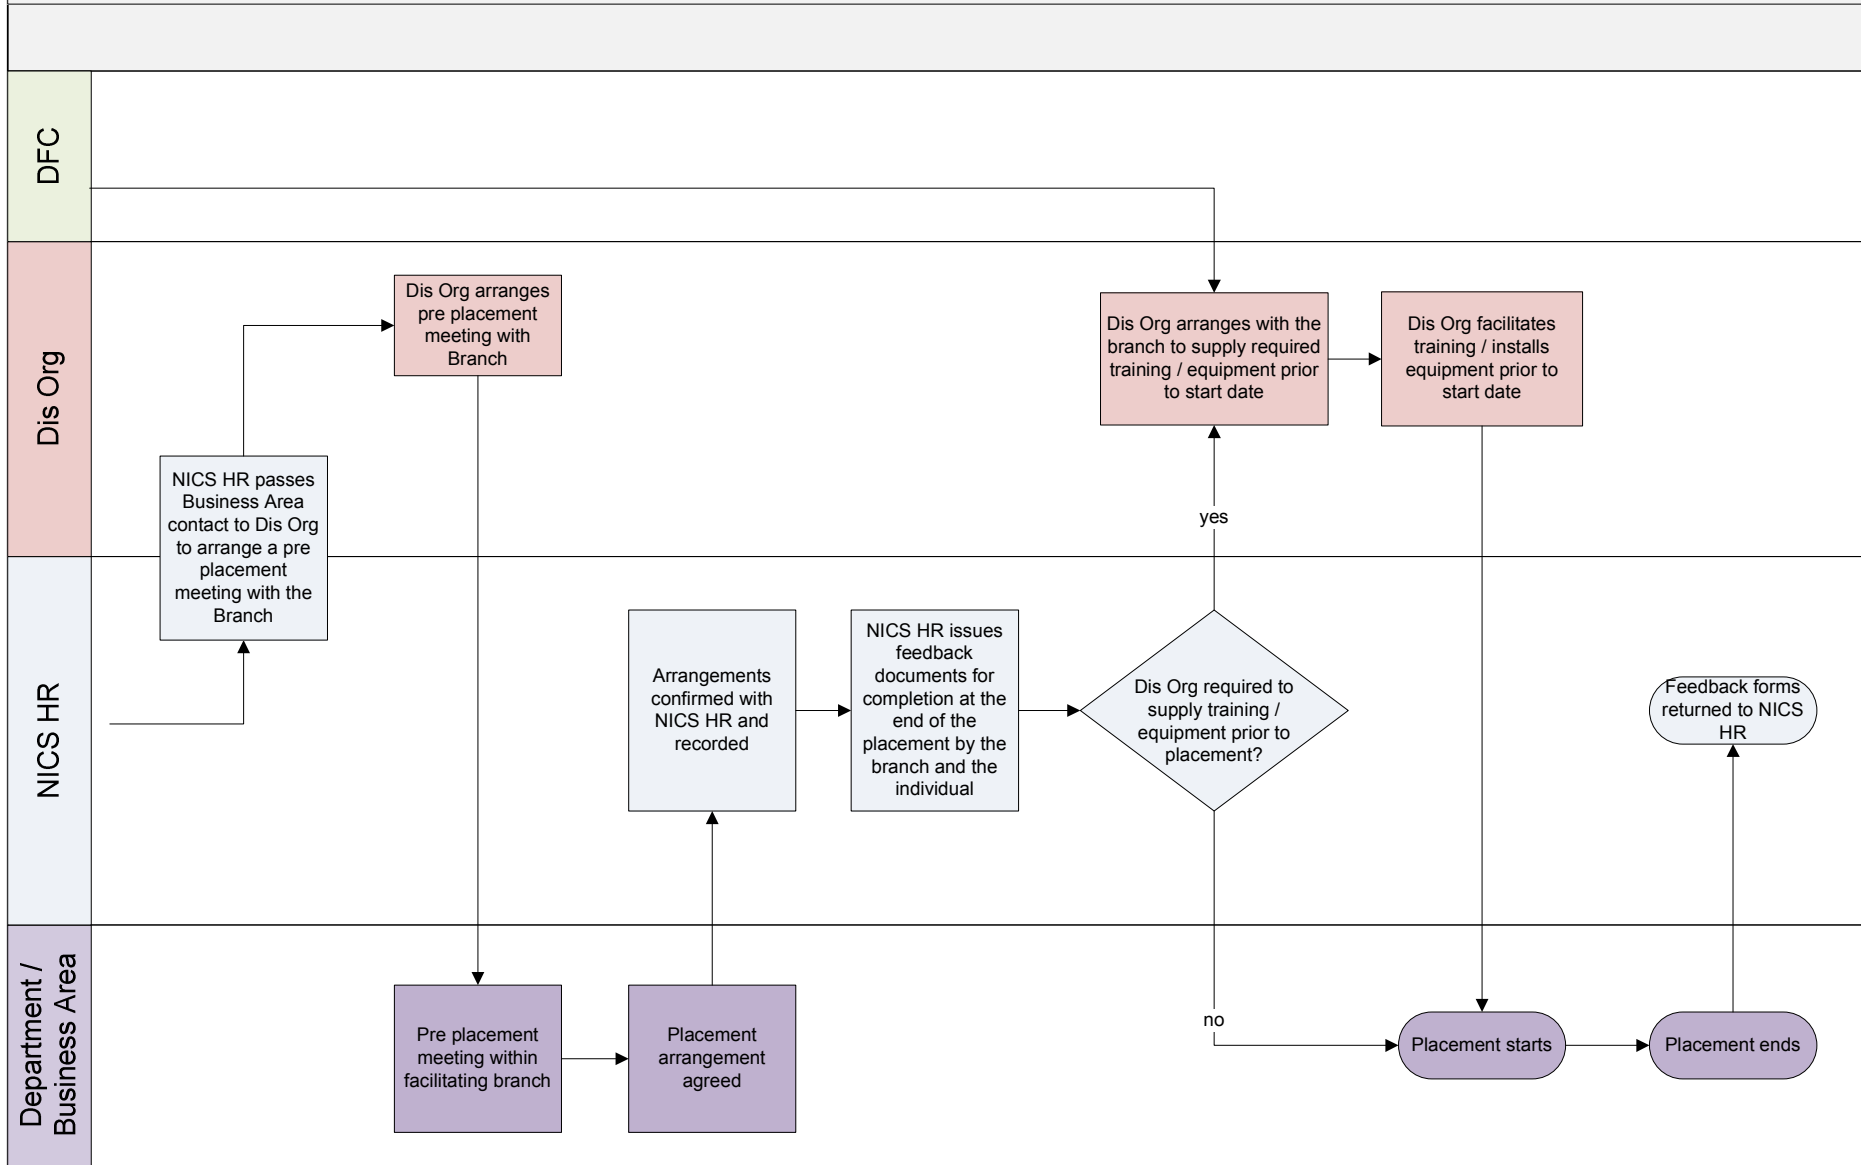 DFC
Dis Org
NICS HR
Department /
Business Area
NICS HR passes
Business Area
contact to Dis Org
to arrange a pre
placement
meeting with the
Branch
Dis Org arranges
pre placement
meeting with
Branch
Pre placement
meeting within
facilitating branch
Placement
arrangement
agreed
Arrangements
confirmed with
NICS HR and
recorded
NICS HR issues
feedback
documents for
completion at the
end of the
placement by the
branch and the
individual
Dis Org required to
supply training /
equipment prior to
placement?
yes
Dis Org arranges with the
branch to supply required
training / equipment prior
to start date
Dis Org facilitates
training / installs
equipment prior to
start date
no
Placement starts
Placement ends
Feedback forms
returned to NICS
HR